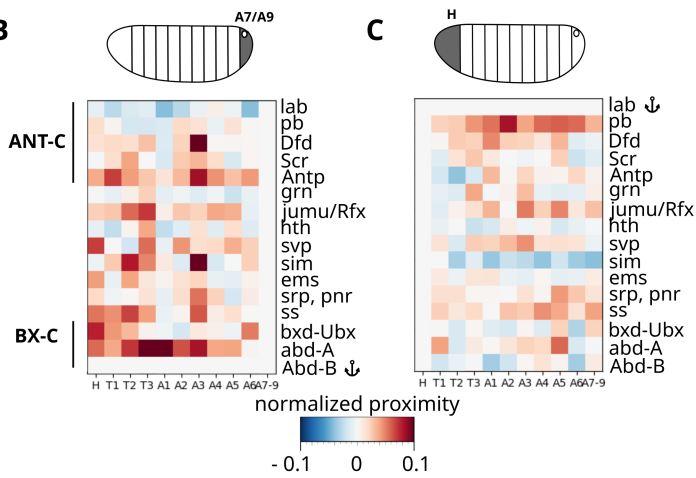 B
A7/A9
ANT-C
BX-C
lab
pb
Dfd
Scr
Antp
grn
jumu/Rfx
hth
svp
sim
ems
srp, pnr
ss
bxd-Ubx
abd-A
Abd-B ⚓
H T1 T2 T3 A1 A2 A3 A4 A5 A6 A7-9
C
H
lab ⚓
pb
Dfd
Scr
Antp
grn
jumu/Rfx
hth
svp
sim
ems
srp, pnr
ss
bxd-Ubx
abd-A
Abd-B
H T1 T2 T3 A1 A2 A3 A4 A5 A6 A7-9
normalized proximity
- 0.1 0 0.1